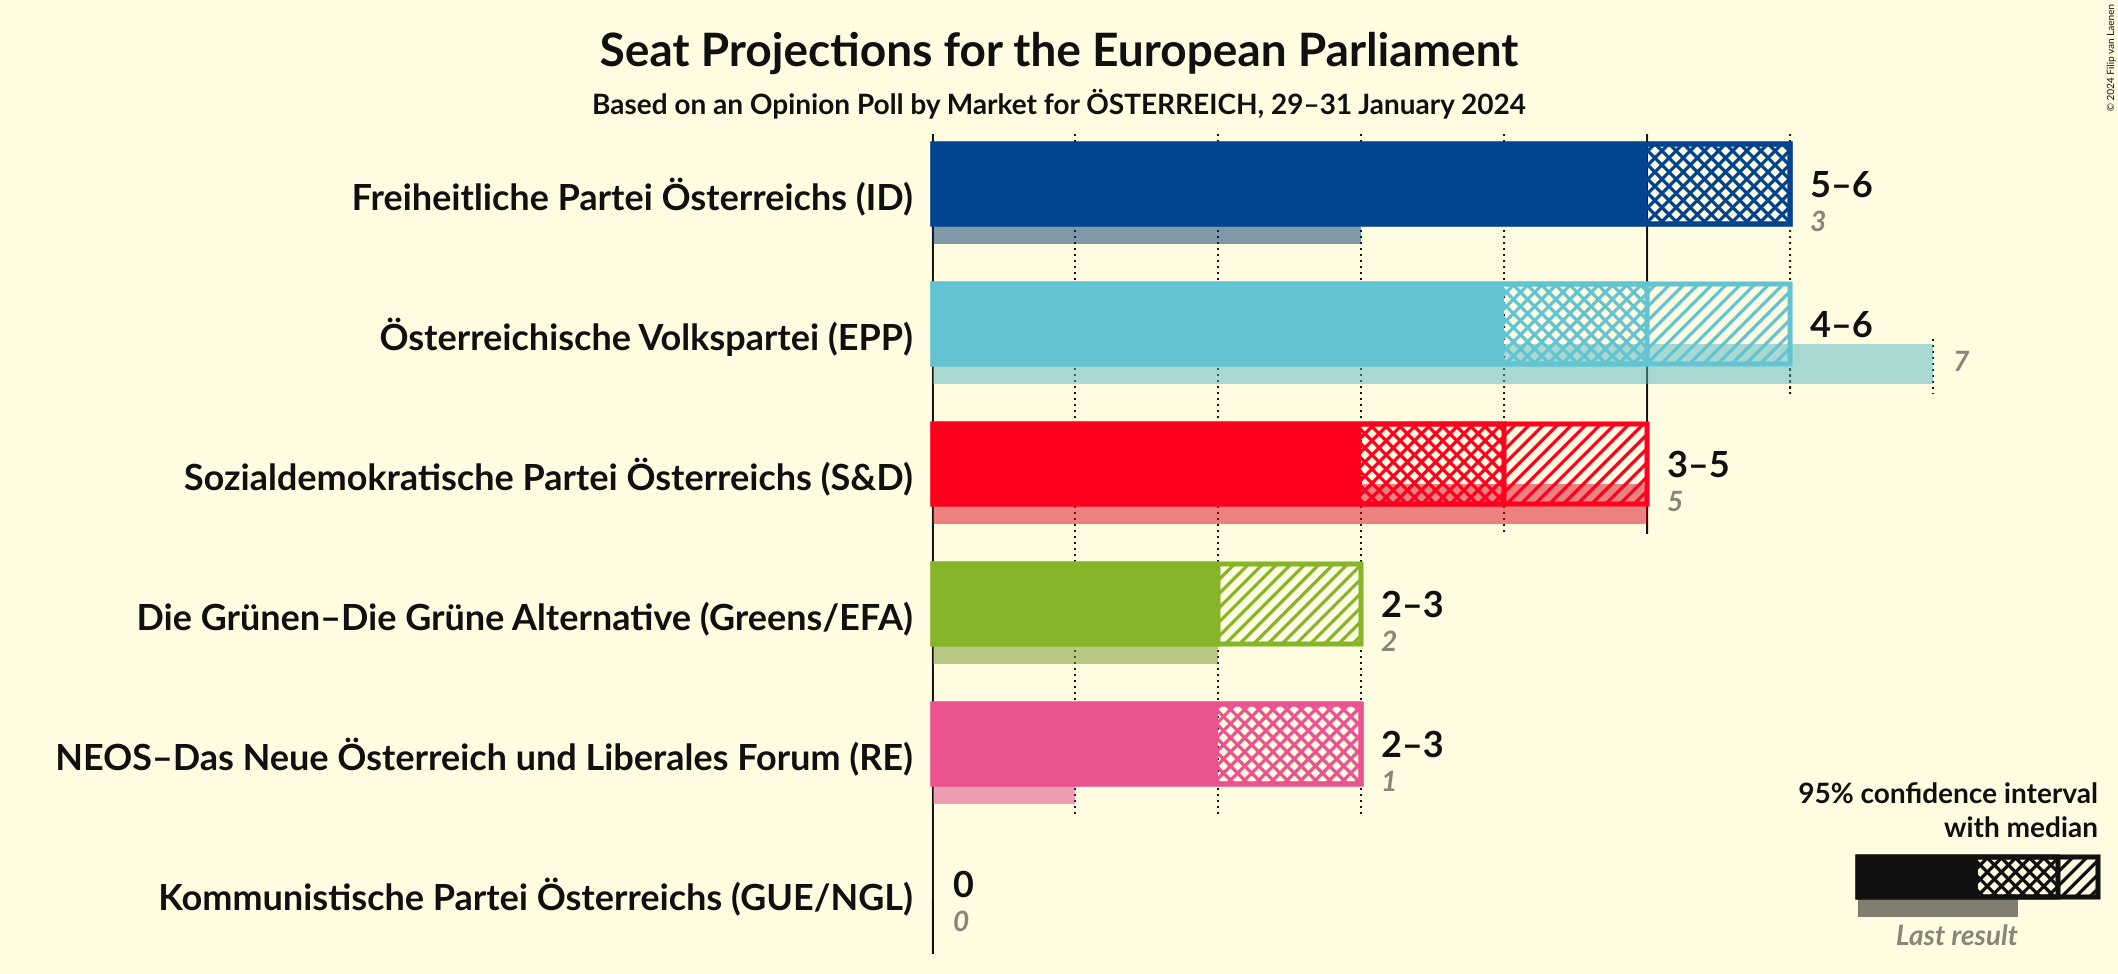 Seat Projections for the European Parliament
Based on an Opinion Poll by Market for ÖSTERREICH, 29–31 January 2024
© 2024 Filip van Laenen
Freiheitliche Partei Österreichs (ID)
5–6
3
Österreichische Volkspartei (EPP)
4–6
7
Sozialdemokratische Partei Österreichs (S&D)
3–5
5
Die Grünen–Die Grüne Alternative (Greens/EFA)
2–3
2
NEOS–Das Neue Österreich und Liberales Forum (RE)
2–3
1
Kommunistische Partei Österreichs (GUE/NGL)
0
0
95% confidence interval
with median
Last result